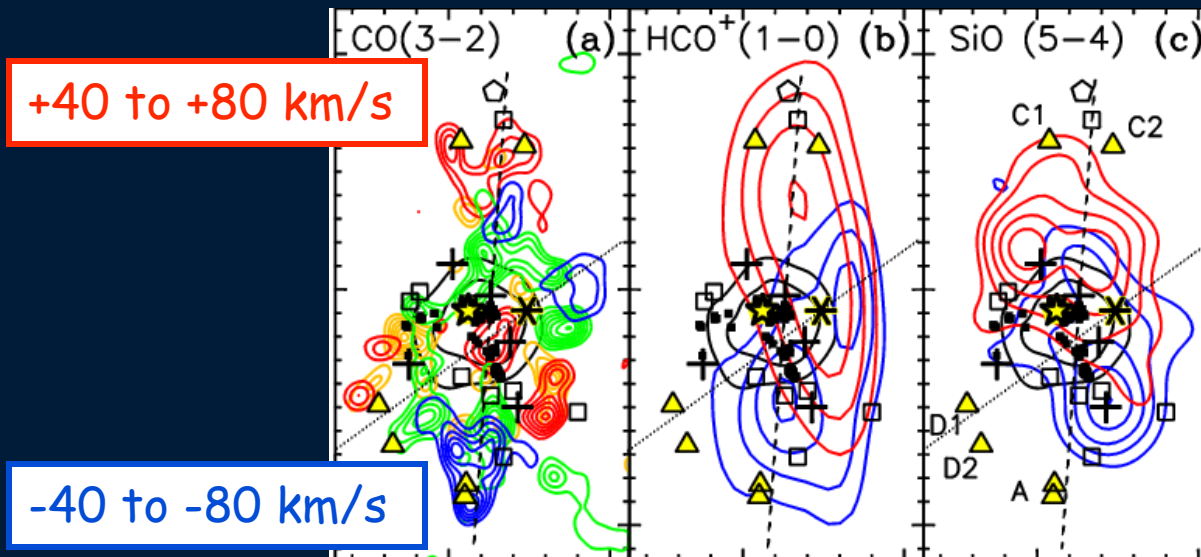 CO(3-2) (a)
HCO⁺(1-0) (b)
SiO (5-4) (c)
+40 to +80 km/s
C1
C2
D1
D2
A
-40 to -80 km/s